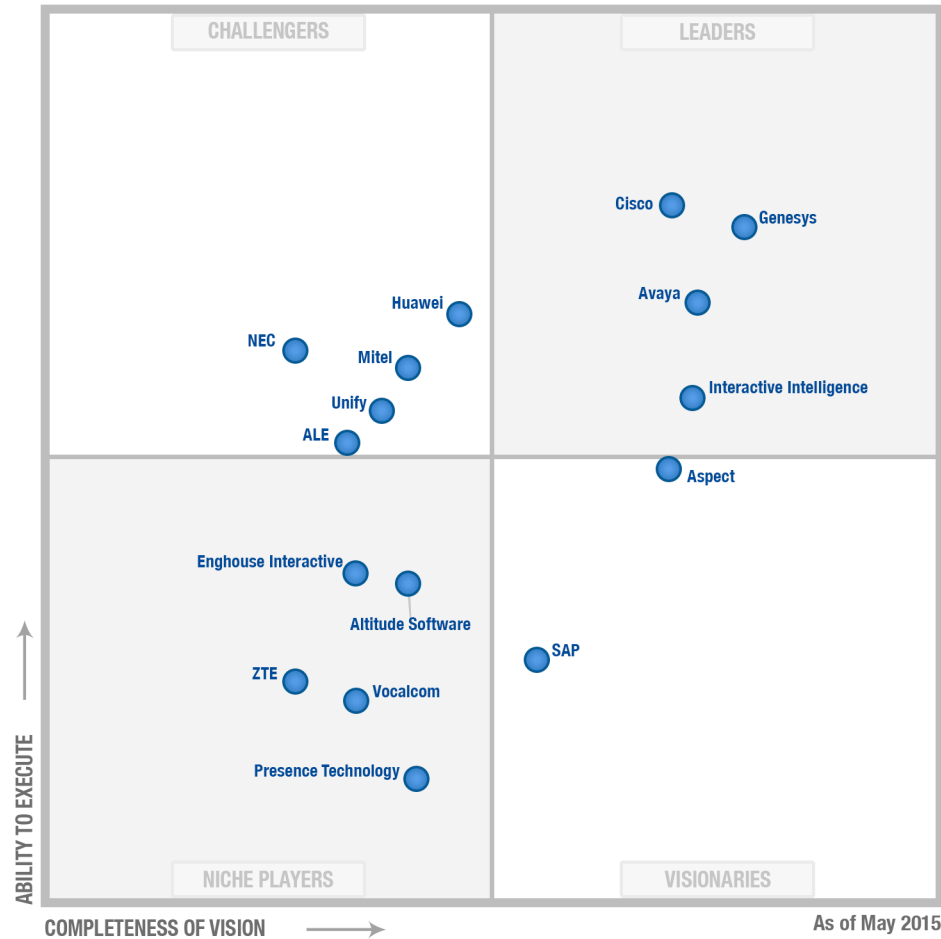 CHALLENGERS
LEADERS
Cisco
Genesys
Avaya
Huawei
NEC
Mitel
Interactive Intelligence
Unify
ALE
Aspect
Enghouse Interactive
Altitude Software
SAP
ZTE
Vocalcom
Presence Technology
ABILITY TO EXECUTE
NICHE PLAYERS
VISIONARIES
COMPLETENESS OF VISION
As of May 2015